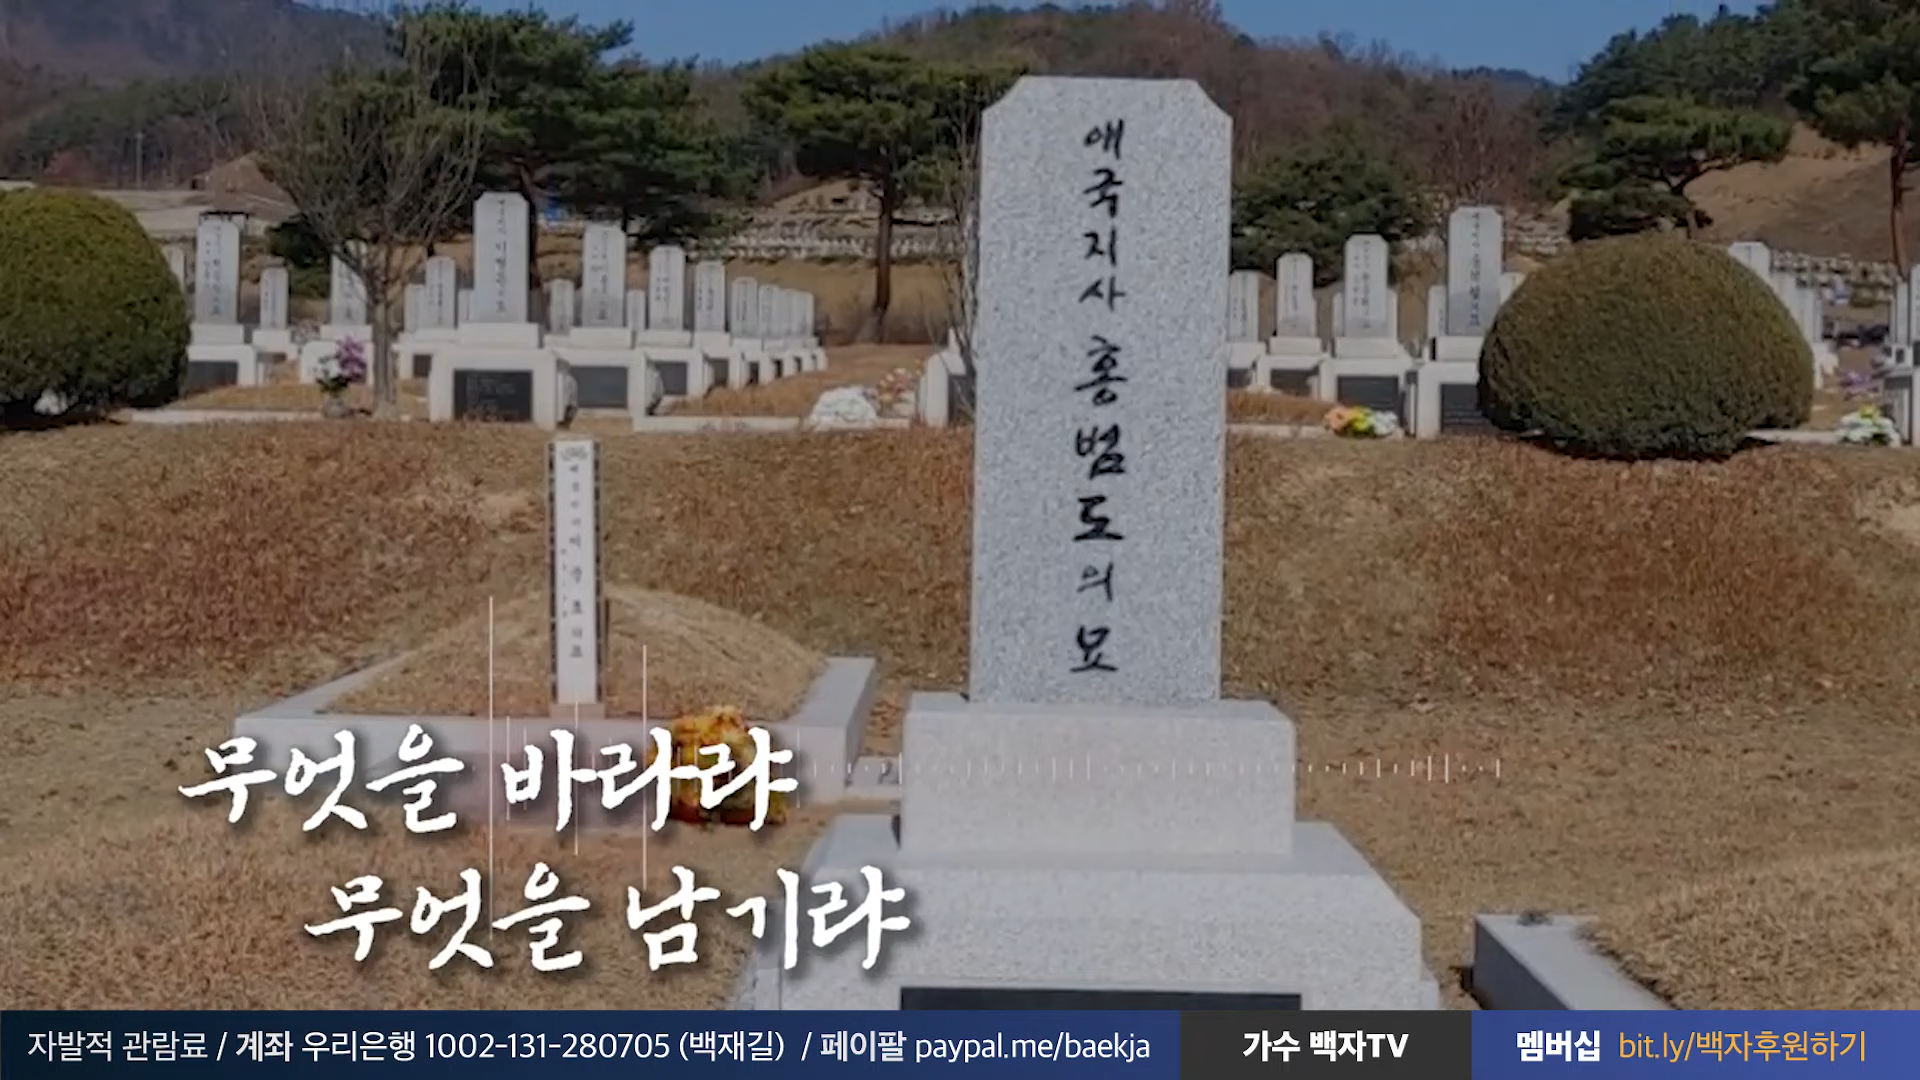 애국지사 홍범도의 묘
무엇을 바라랴
무엇을 남기랴
자발적 관람료 / 계좌 우리은행 1002-131-280705 (백재길) / 페이팔 paypal.me/baekja
가수 백자TV
멤버십 bit.ly/백자후원하기